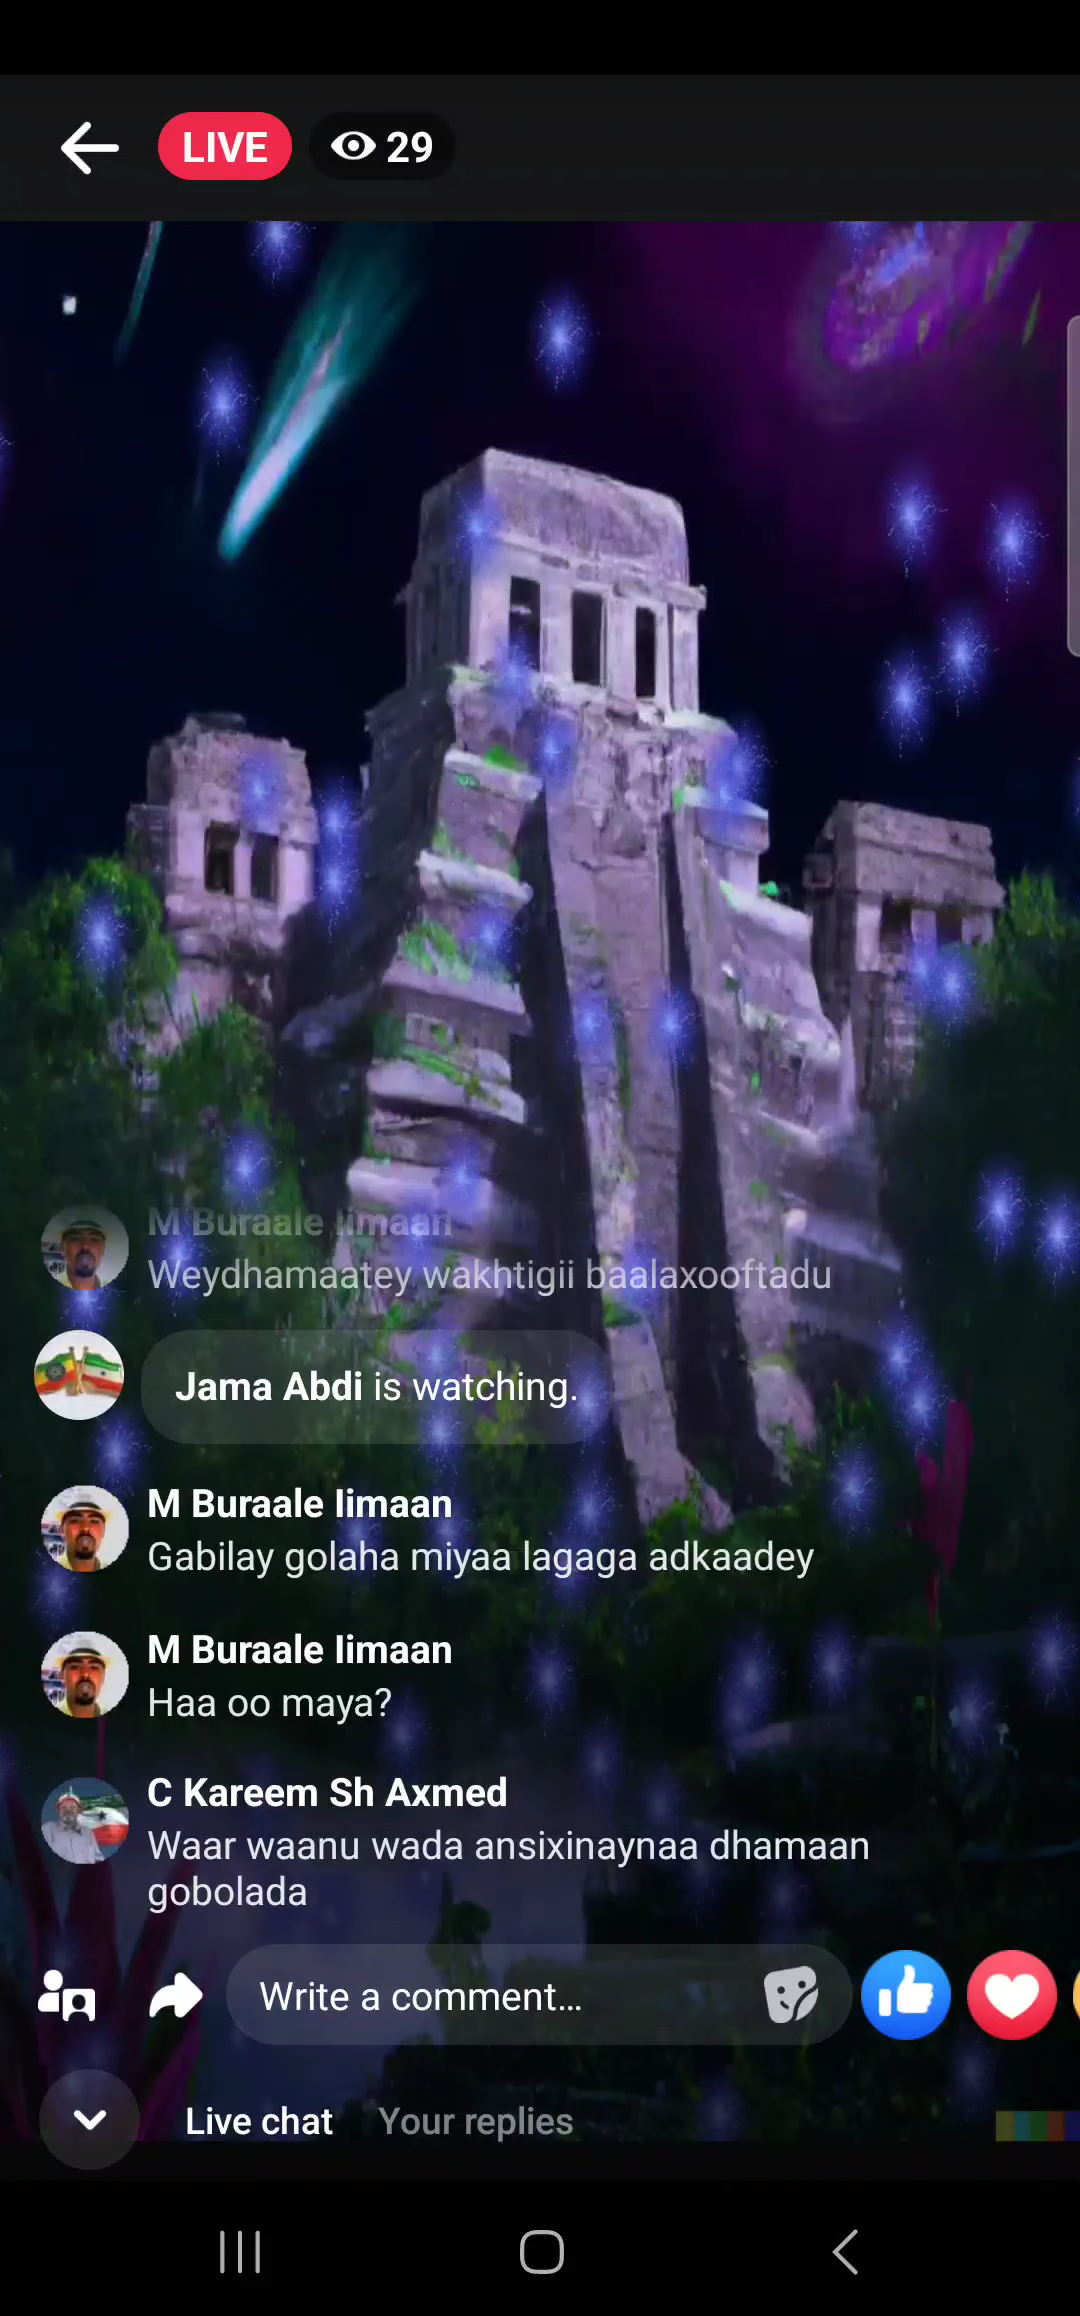 LIVE 29
M Buraale Iimaan
Weydhamaatey wakhtigii baalaxooftadu
Jama Abdi is watching.
M Buraale Iimaan
Gabilay golaha miyaa lagaga adkaadey
M Buraale Iimaan
Haa oo maya?
C Kareem Sh Axmed
Waar waanu wada ansixinaynaa dhamaan
gobolada
Write a comment...
Live chat Your replies